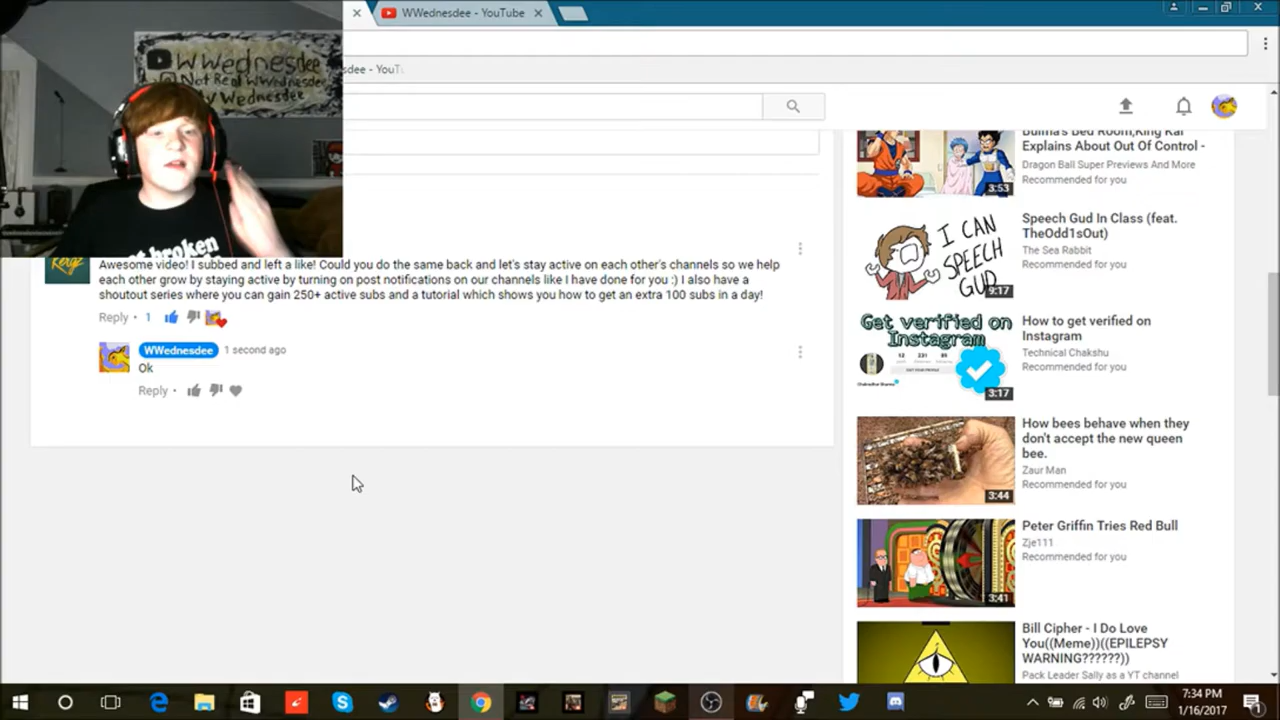 WWednesdee - YouTube
WWednesdee
Not Real WWednesdee
My Wednesdee
sdee - YouTu
Awesome video! I subbed and left a like! Could you do the same back and let's stay active on each other's channels so we help
each other grow by staying active by turning on post notifications on our channels like I have done for you :) I also have a
shoutout series where you can gain 250+ active subs and a tutorial which shows you how to get an extra 100 subs in a day!
Reply · 1
WWednesdee 1 second ago
Ok
Reply ·
Bulma's Bed Room,King Kai
Explains About Out Of Control -
Dragon Ball Super Previews And More
Recommended for you
3:53
Speech Gud In Class (feat.
TheOdd1sOut)
The Sea Rabbit
Recommended for you
I CAN
SPEECH
GUD
9:17
How to get verified on
Instagram
Technical Chakshu
Recommended for you
Get verified on
Instagram
3:17
How bees behave when they
don't accept the new queen
bee.
Zaur Man
Recommended for you
3:44
Peter Griffin Tries Red Bull
Zje111
Recommended for you
3:41
Bill Cipher - I Do Love
You((Meme))((EPILEPSY
WARNING??????))
Pack Leader Sally as a YT channel
7:34 PM
1/16/2017